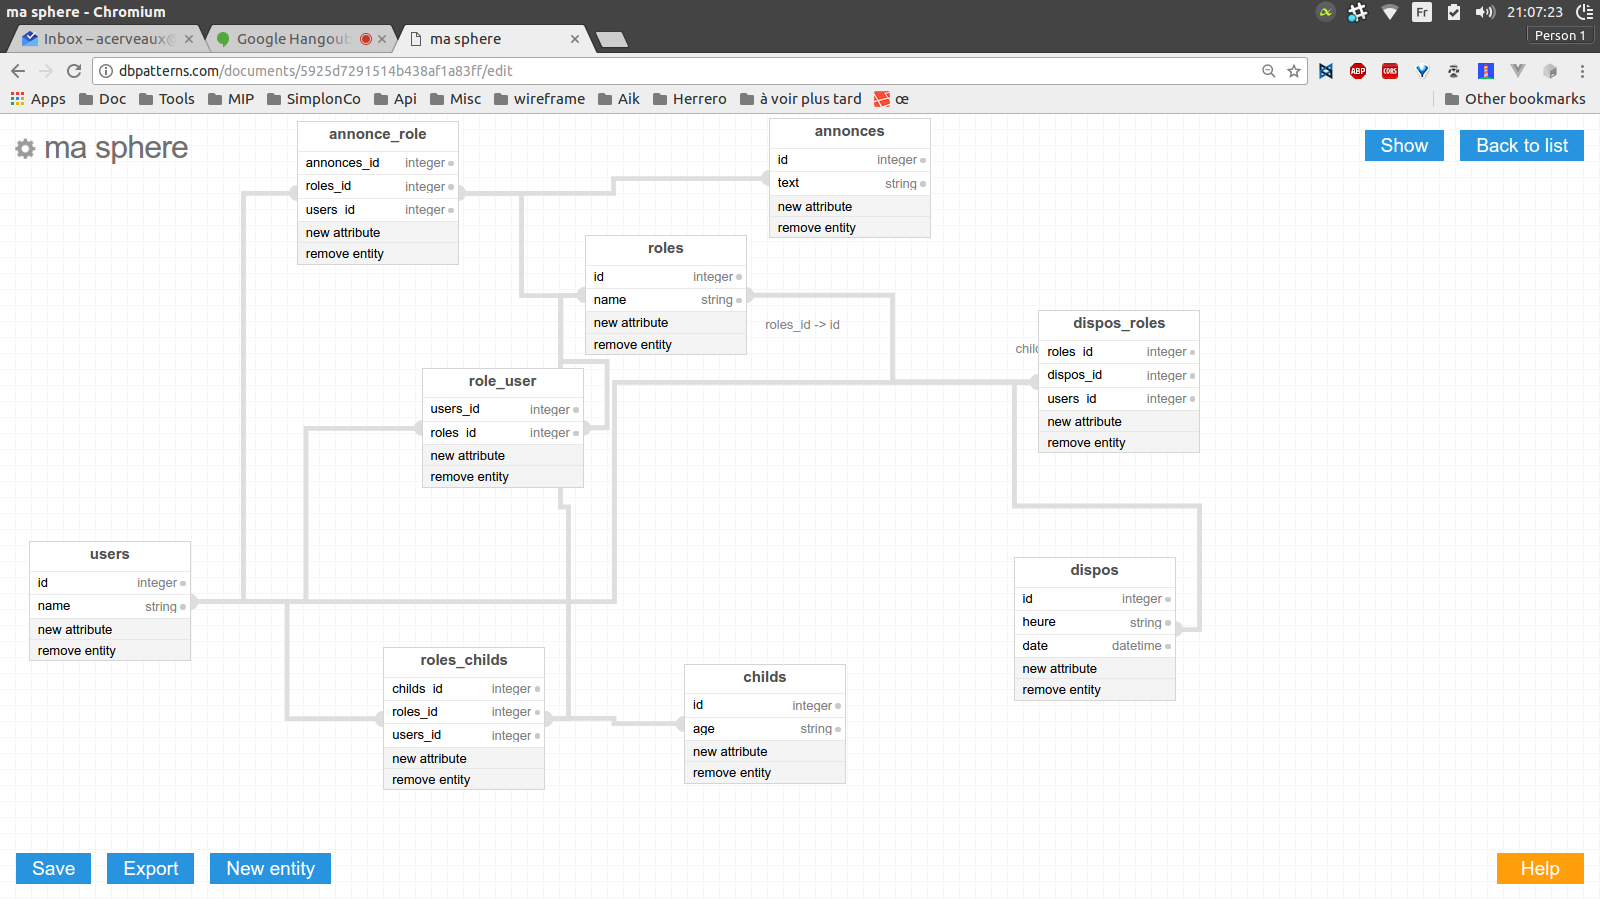 ma sphere - Chromium
Fr
21:07:23
Inbox – acerveaux@
Google Hangout
ma sphere
Person 1
dbpatterns.com/documents/5925d7291514b438af1a83ff/edit
ABP
CORS
Apps
Doc
Tools
MIP
SimplonCo
Api
Misc
wireframe
Aik
Herrero
à voir plus tard
œ
Other bookmarks
ma sphere
Show
Back to list
annonce_role
annonces_id integer
roles_id integer
users_id integer
new attribute
remove entity
annonces
id integer
text string
new attribute
remove entity
roles
id integer
name string
new attribute
remove entity
roles_id -> id
dispos_roles
roles_id integer
dispos_id integer
users_id integer
new attribute
remove entity
role_user
users_id integer
roles_id integer
new attribute
remove entity
users
id integer
name string
new attribute
remove entity
dispos
id integer
heure string
date datetime
new attribute
remove entity
roles_childs
childs_id integer
roles_id integer
users_id integer
new attribute
remove entity
childs
id integer
age string
new attribute
remove entity
Save
Export
New entity
Help